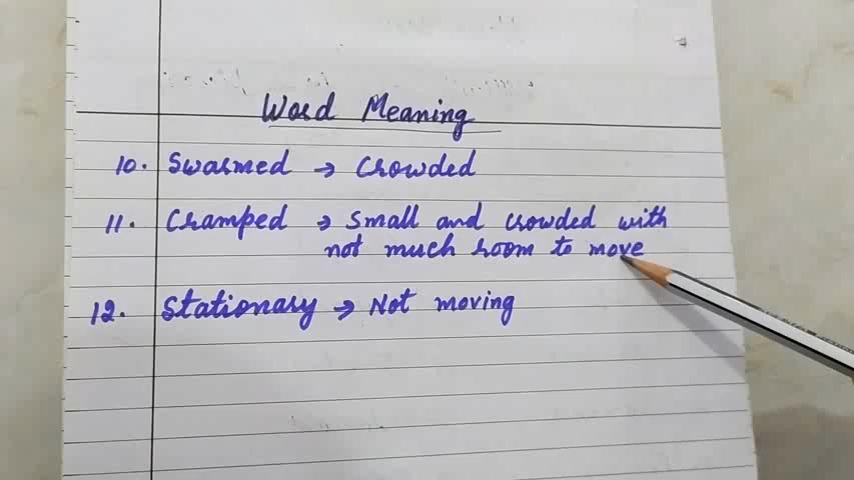 Word Meaning
10. Swarmed → Crowded
11. Cramped → Small and crowded with
not much room to move
12. Stationary → Not moving